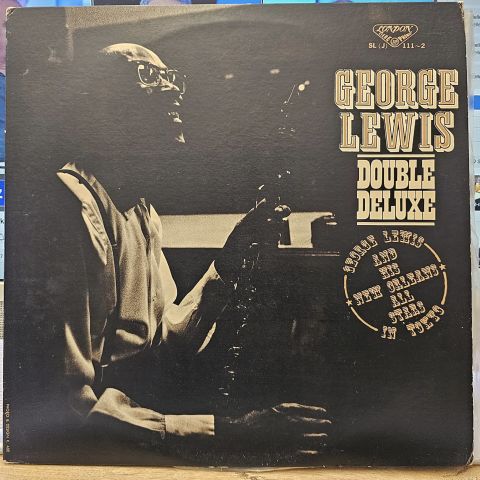 LONDON
SL (J) 111~2
GEORGE
LEWIS
DOUBLE
DELUXE
GEORGE LEWIS
AND
HIS
NEW ORLEANS
ALL
STARS
IN TOKYO